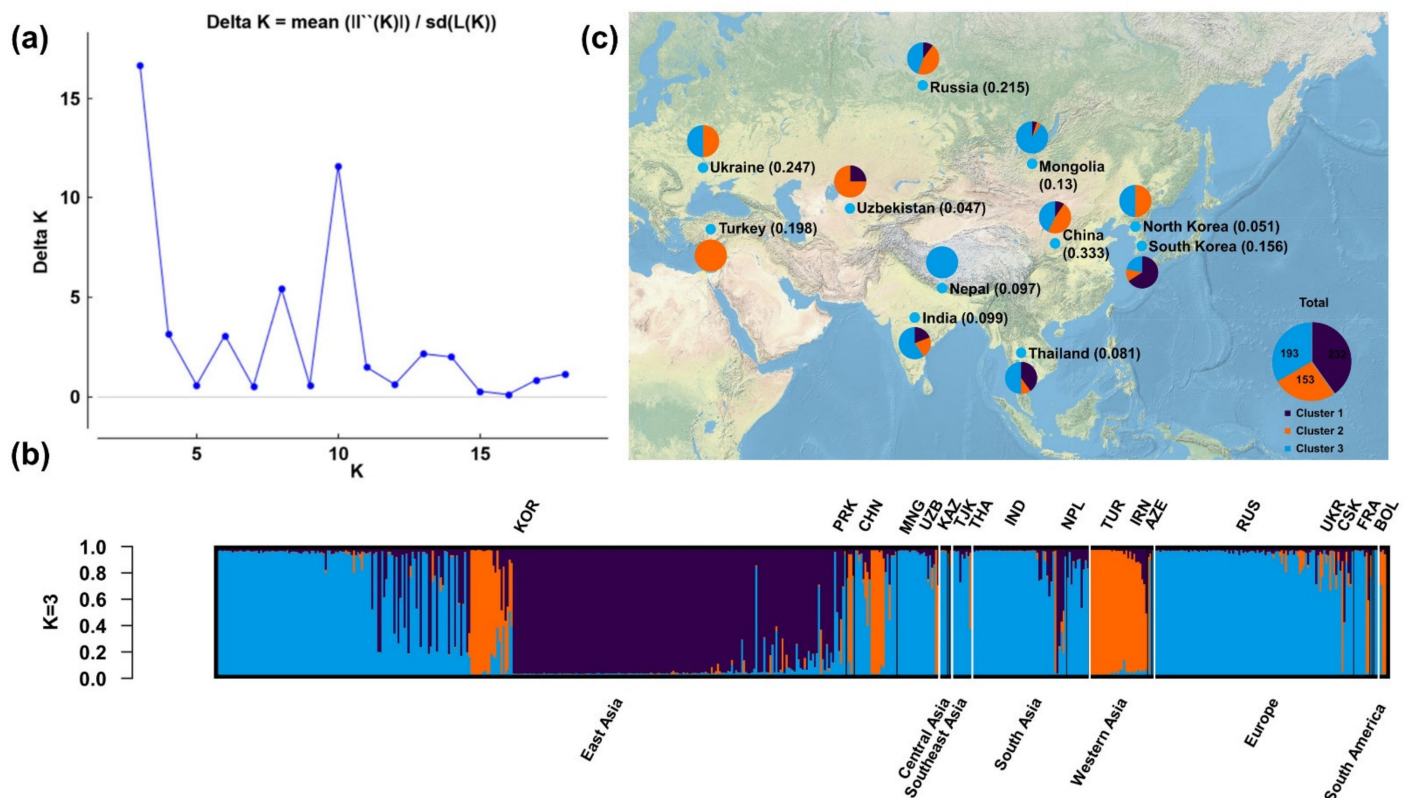 (a)
Delta K = mean (|l``(K)|) / sd(L(K))
Delta K
15
10
5
0
5
10
15
K
(c)
Russia (0.215)
Ukraine (0.247)
Mongolia
(0.13)
Uzbekistan (0.047)
Turkey (0.198)
China
(0.333)
North Korea (0.051)
South Korea (0.156)
Nepal (0.097)
India (0.099)
Thailand (0.081)
Total
193
232
153
Cluster 1
Cluster 2
Cluster 3
(b)
KOR
PRK
CHN
MNG
UZB
KAZ
TJK
THA
IND
NPL
TUR
IRN
AZE
RUS
UKR
CSK
FRA
BOL
K=3
1.0
0.8
0.6
0.4
0.2
0.0
East Asia
Central Asia
Southeast Asia
South Asia
Western Asia
Europe
South America